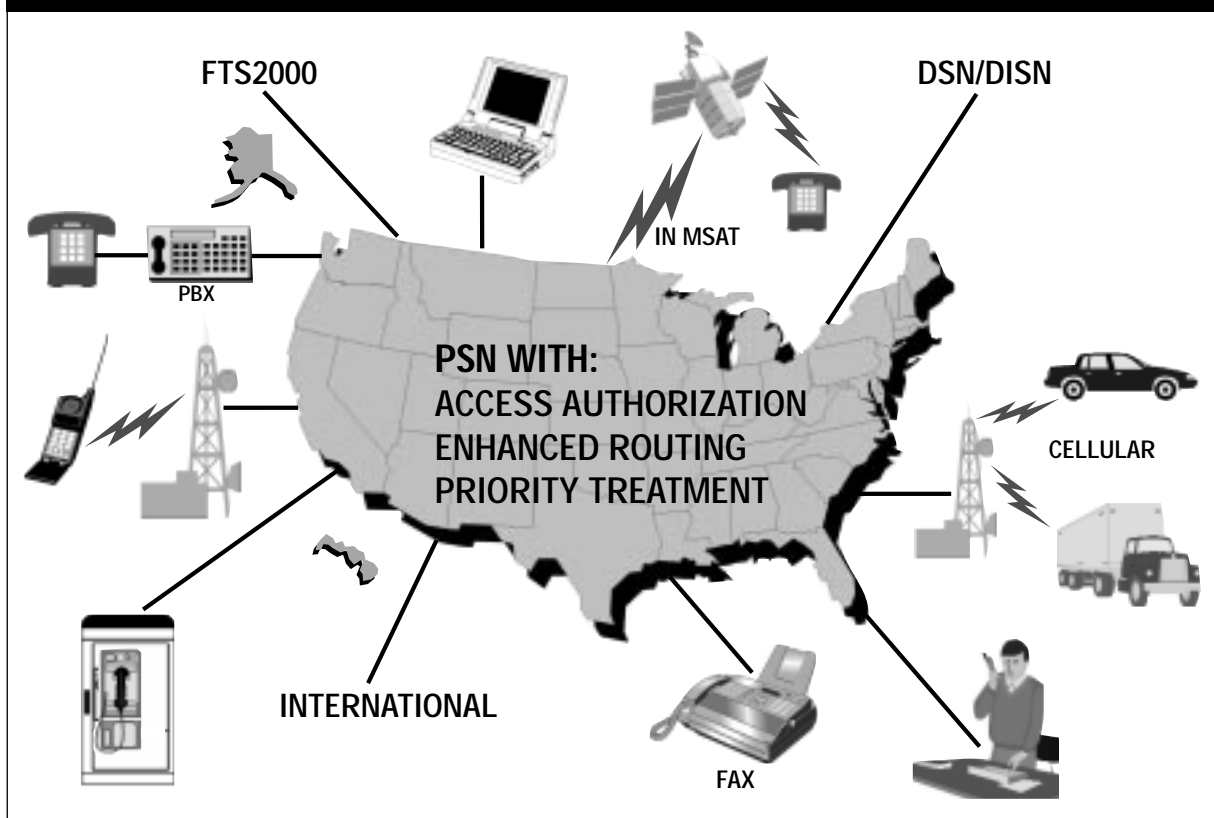 FTS2000
DSN/DISN
IN MSAT
PBX
PSN WITH:
ACCESS AUTHORIZATION
ENHANCED ROUTING
PRIORITY TREATMENT
CELLULAR
INTERNATIONAL
FAX